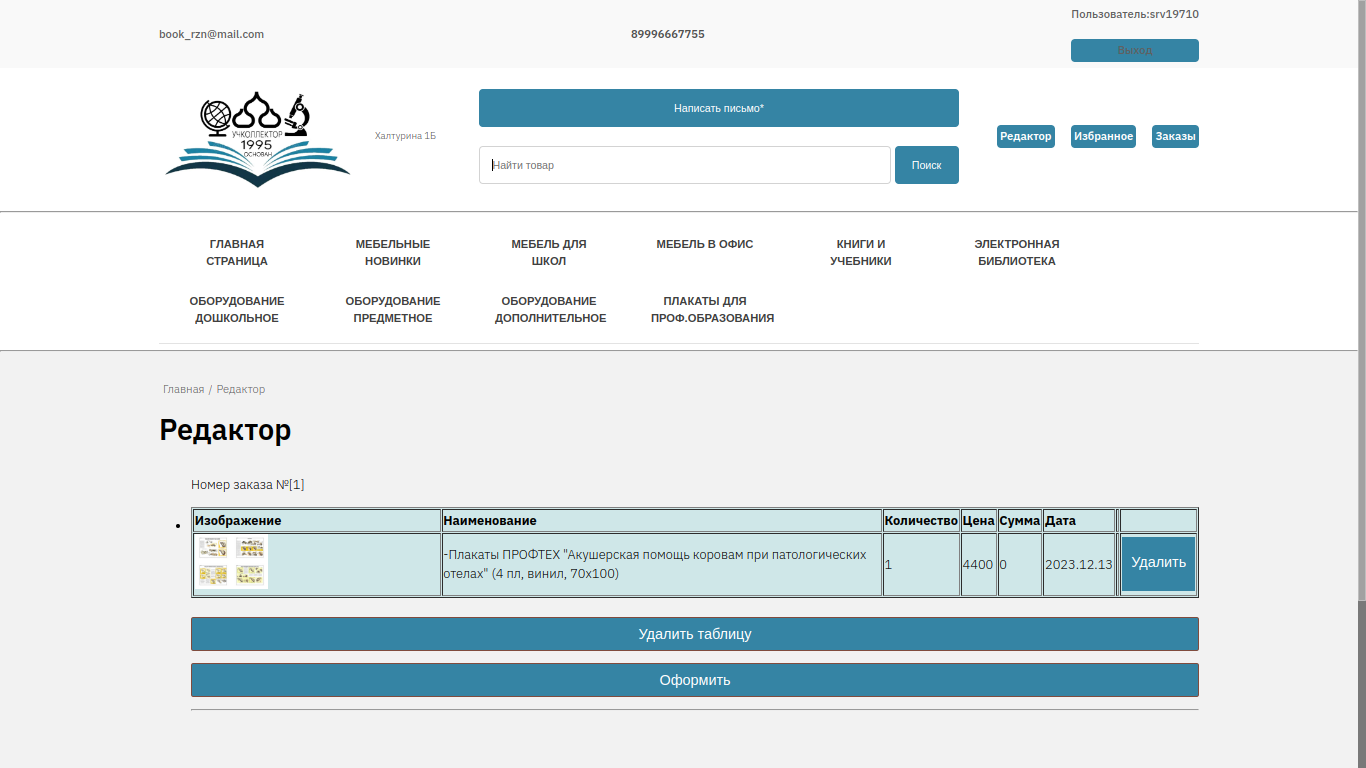 Пользователь:srv19710
book_rzn@mail.com
89996667755
Выход
УЧКОЛЛЕКТОР
1995
ОСНОВАН
Халтурина 1Б
Написать письмо*
Найти товар
Поиск
Редактор
Избранное
Заказы
ГЛАВНАЯ
СТРАНИЦА
МЕБЕЛЬНЫЕ
НОВИНКИ
МЕБЕЛЬ ДЛЯ
ШКОЛ
МЕБЕЛЬ В ОФИС
КНИГИ И
УЧЕБНИКИ
ЭЛЕКТРОННАЯ
БИБЛИОТЕКА
ОБОРУДОВАНИЕ
ДОШКОЛЬНОЕ
ОБОРУДОВАНИЕ
ПРЕДМЕТНОЕ
ОБОРУДОВАНИЕ
ДОПОЛНИТЕЛЬНОЕ
ПЛАКАТЫ ДЛЯ
ПРОФ.ОБРАЗОВАНИЯ
Главная / Редактор
Редактор
Номер заказа №[1]
Изображение Наименование Количество Цена Сумма Дата
-Плакаты ПРОФТЕХ "Акушерская помощь коровам при патологических
отелах" (4 пл, винил, 70х100)
1 4400 0 2023.12.13 Удалить
Удалить таблицу
Оформить